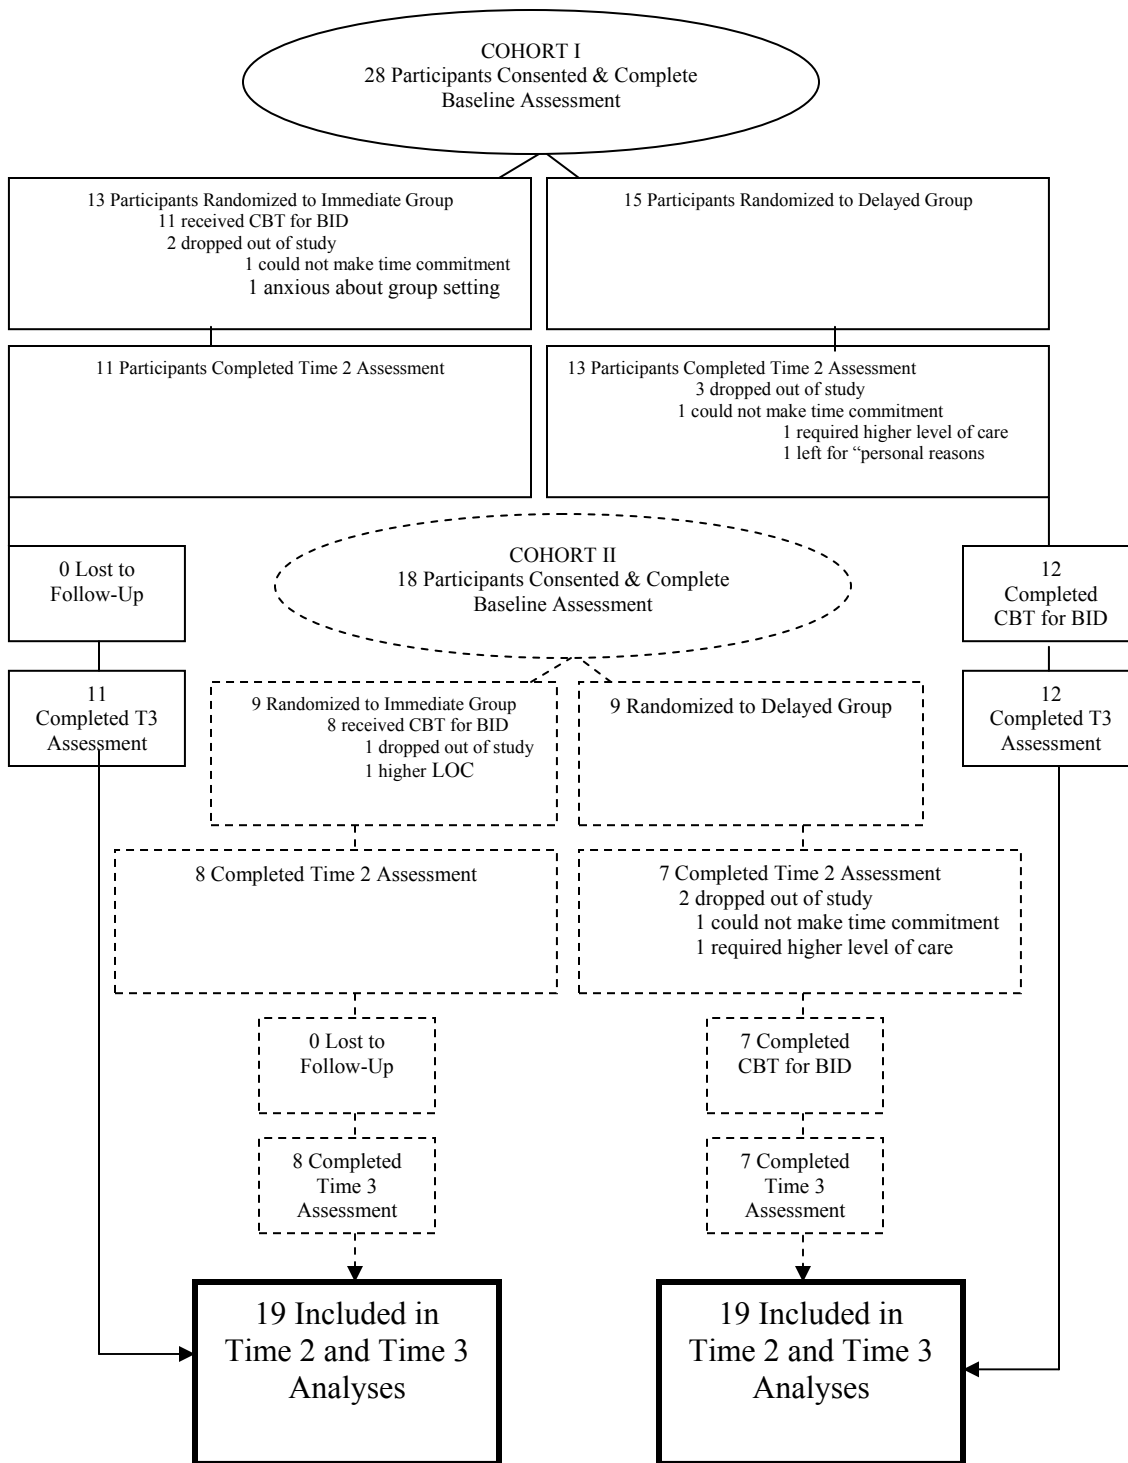 COHORT I
28 Participants Consented & Complete
Baseline Assessment
13 Participants Randomized to Immediate Group
11 received CBT for BID
2 dropped out of study
1 could not make time commitment
1 anxious about group setting
15 Participants Randomized to Delayed Group
11 Participants Completed Time 2 Assessment
13 Participants Completed Time 2 Assessment
3 dropped out of study
1 could not make time commitment
1 required higher level of care
1 left for “personal reasons
0 Lost to
Follow-Up
COHORT II
18 Participants Consented & Complete
Baseline Assessment
12
Completed
CBT for BID
11
Completed T3
Assessment
9 Randomized to Immediate Group
8 received CBT for BID
1 dropped out of study
1 higher LOC
9 Randomized to Delayed Group
12
Completed T3
Assessment
8 Completed Time 2 Assessment
7 Completed Time 2 Assessment
2 dropped out of study
1 could not make time commitment
1 required higher level of care
0 Lost to
Follow-Up
7 Completed
CBT for BID
8 Completed
Time 3
Assessment
7 Completed
Time 3
Assessment
19 Included in
Time 2 and Time 3
Analyses
19 Included in
Time 2 and Time 3
Analyses